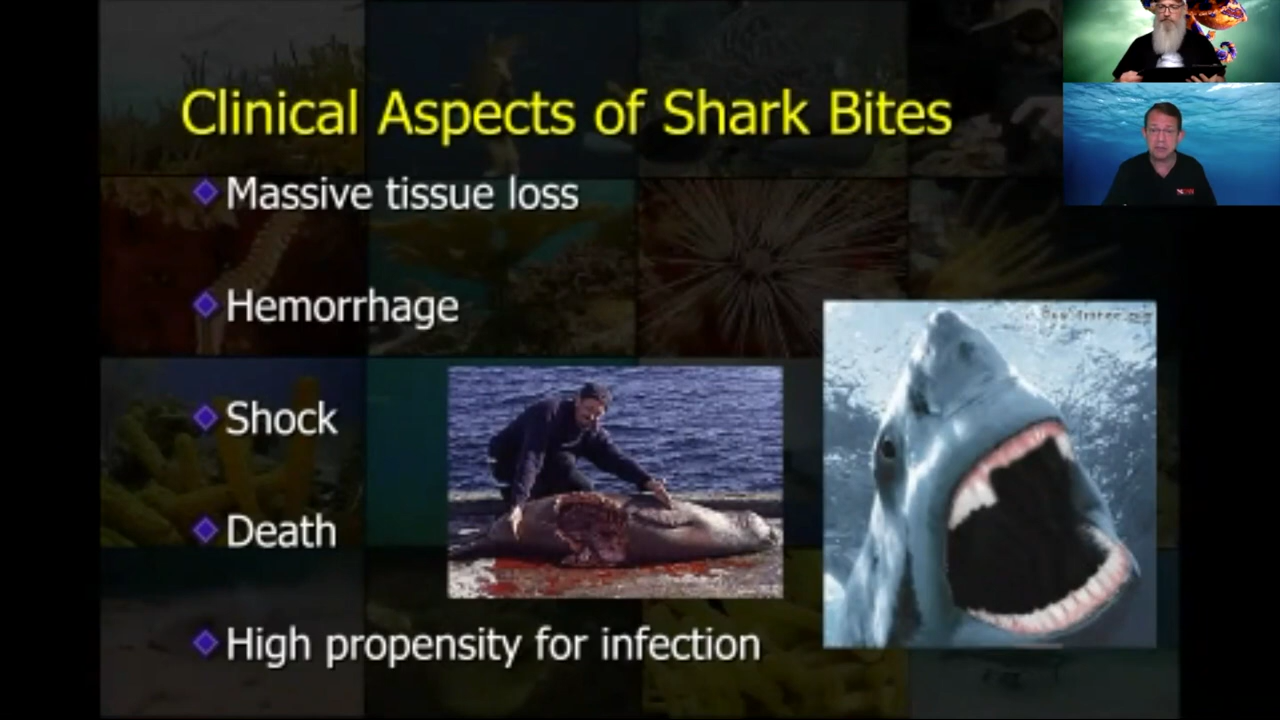 Clinical Aspects of Shark Bites
Massive tissue loss
Hemorrhage
Shock
Death
High propensity for infection